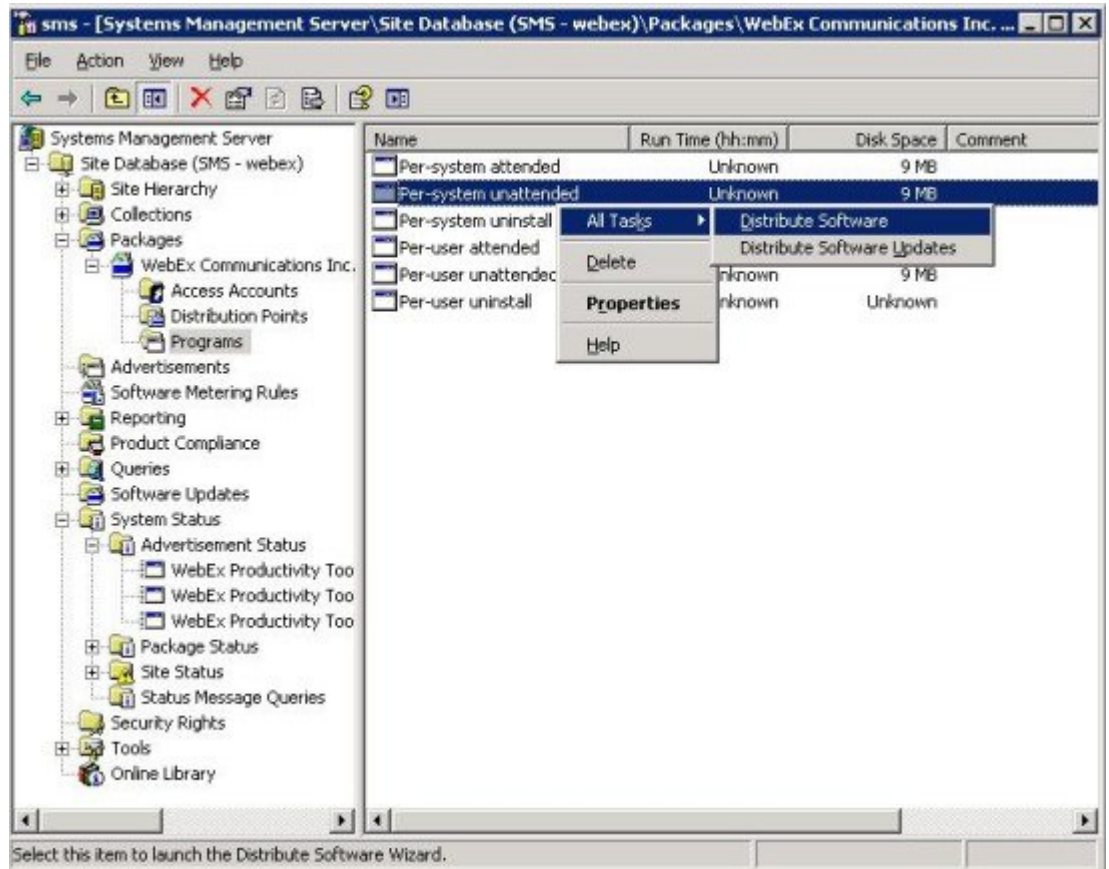 sms - [Systems Management Server\Site Database (SMS - webex)\Packages\WebEx Communications Inc. ...
File Action View Help
Systems Management Server
Site Database (SMS - webex)
Site Hierarchy
Collections
Packages
WebEx Communications Inc.
Access Accounts
Distribution Points
Programs
Advertisements
Software Metering Rules
Reporting
Product Compliance
Queries
Software Updates
System Status
Advertisement Status
WebEx Productivity Too
WebEx Productivity Too
WebEx Productivity Too
Package Status
Site Status
Status Message Queries
Security Rights
Tools
Online Library
Name Run Time (hh:mm) Disk Space Comment
Per-system attended Unknown 9 MB
Per-system unattended Unknown 9 MB
Per-system uninstall
Per-user attended
Per-user unattended nknown 9 MB
Per-user uninstall nknown Unknown
All Tasks
Delete
Properties
Help
Distribute Software
Distribute Software Updates
Select this item to launch the Distribute Software Wizard.